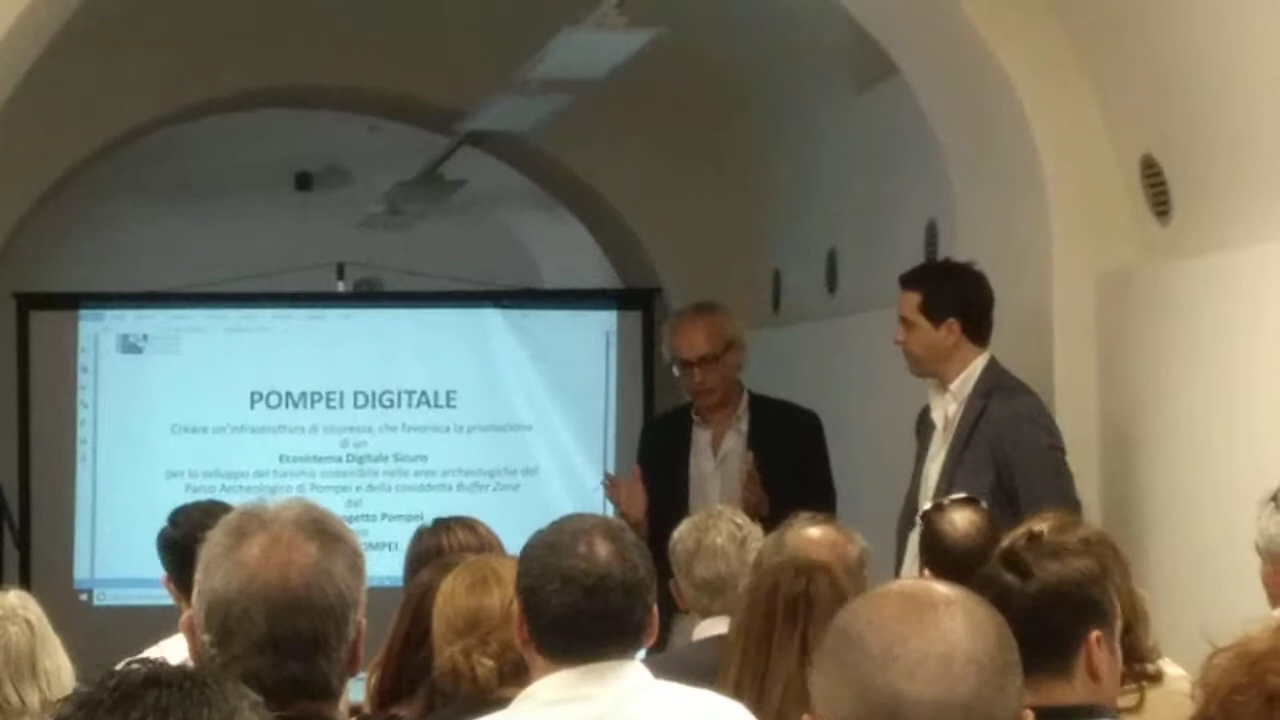 POMPEI DIGITALE
Creare un'infrastruttura di sicurezza, che favorisca la promozione
di un
Ecosistema Digitale Sicuro
per lo sviluppo del turismo sostenibile nelle aree archeologiche del
Parco Archeologico di Pompei e della cosiddetta Buffer Zone
dal
Pompei
OMPEI.